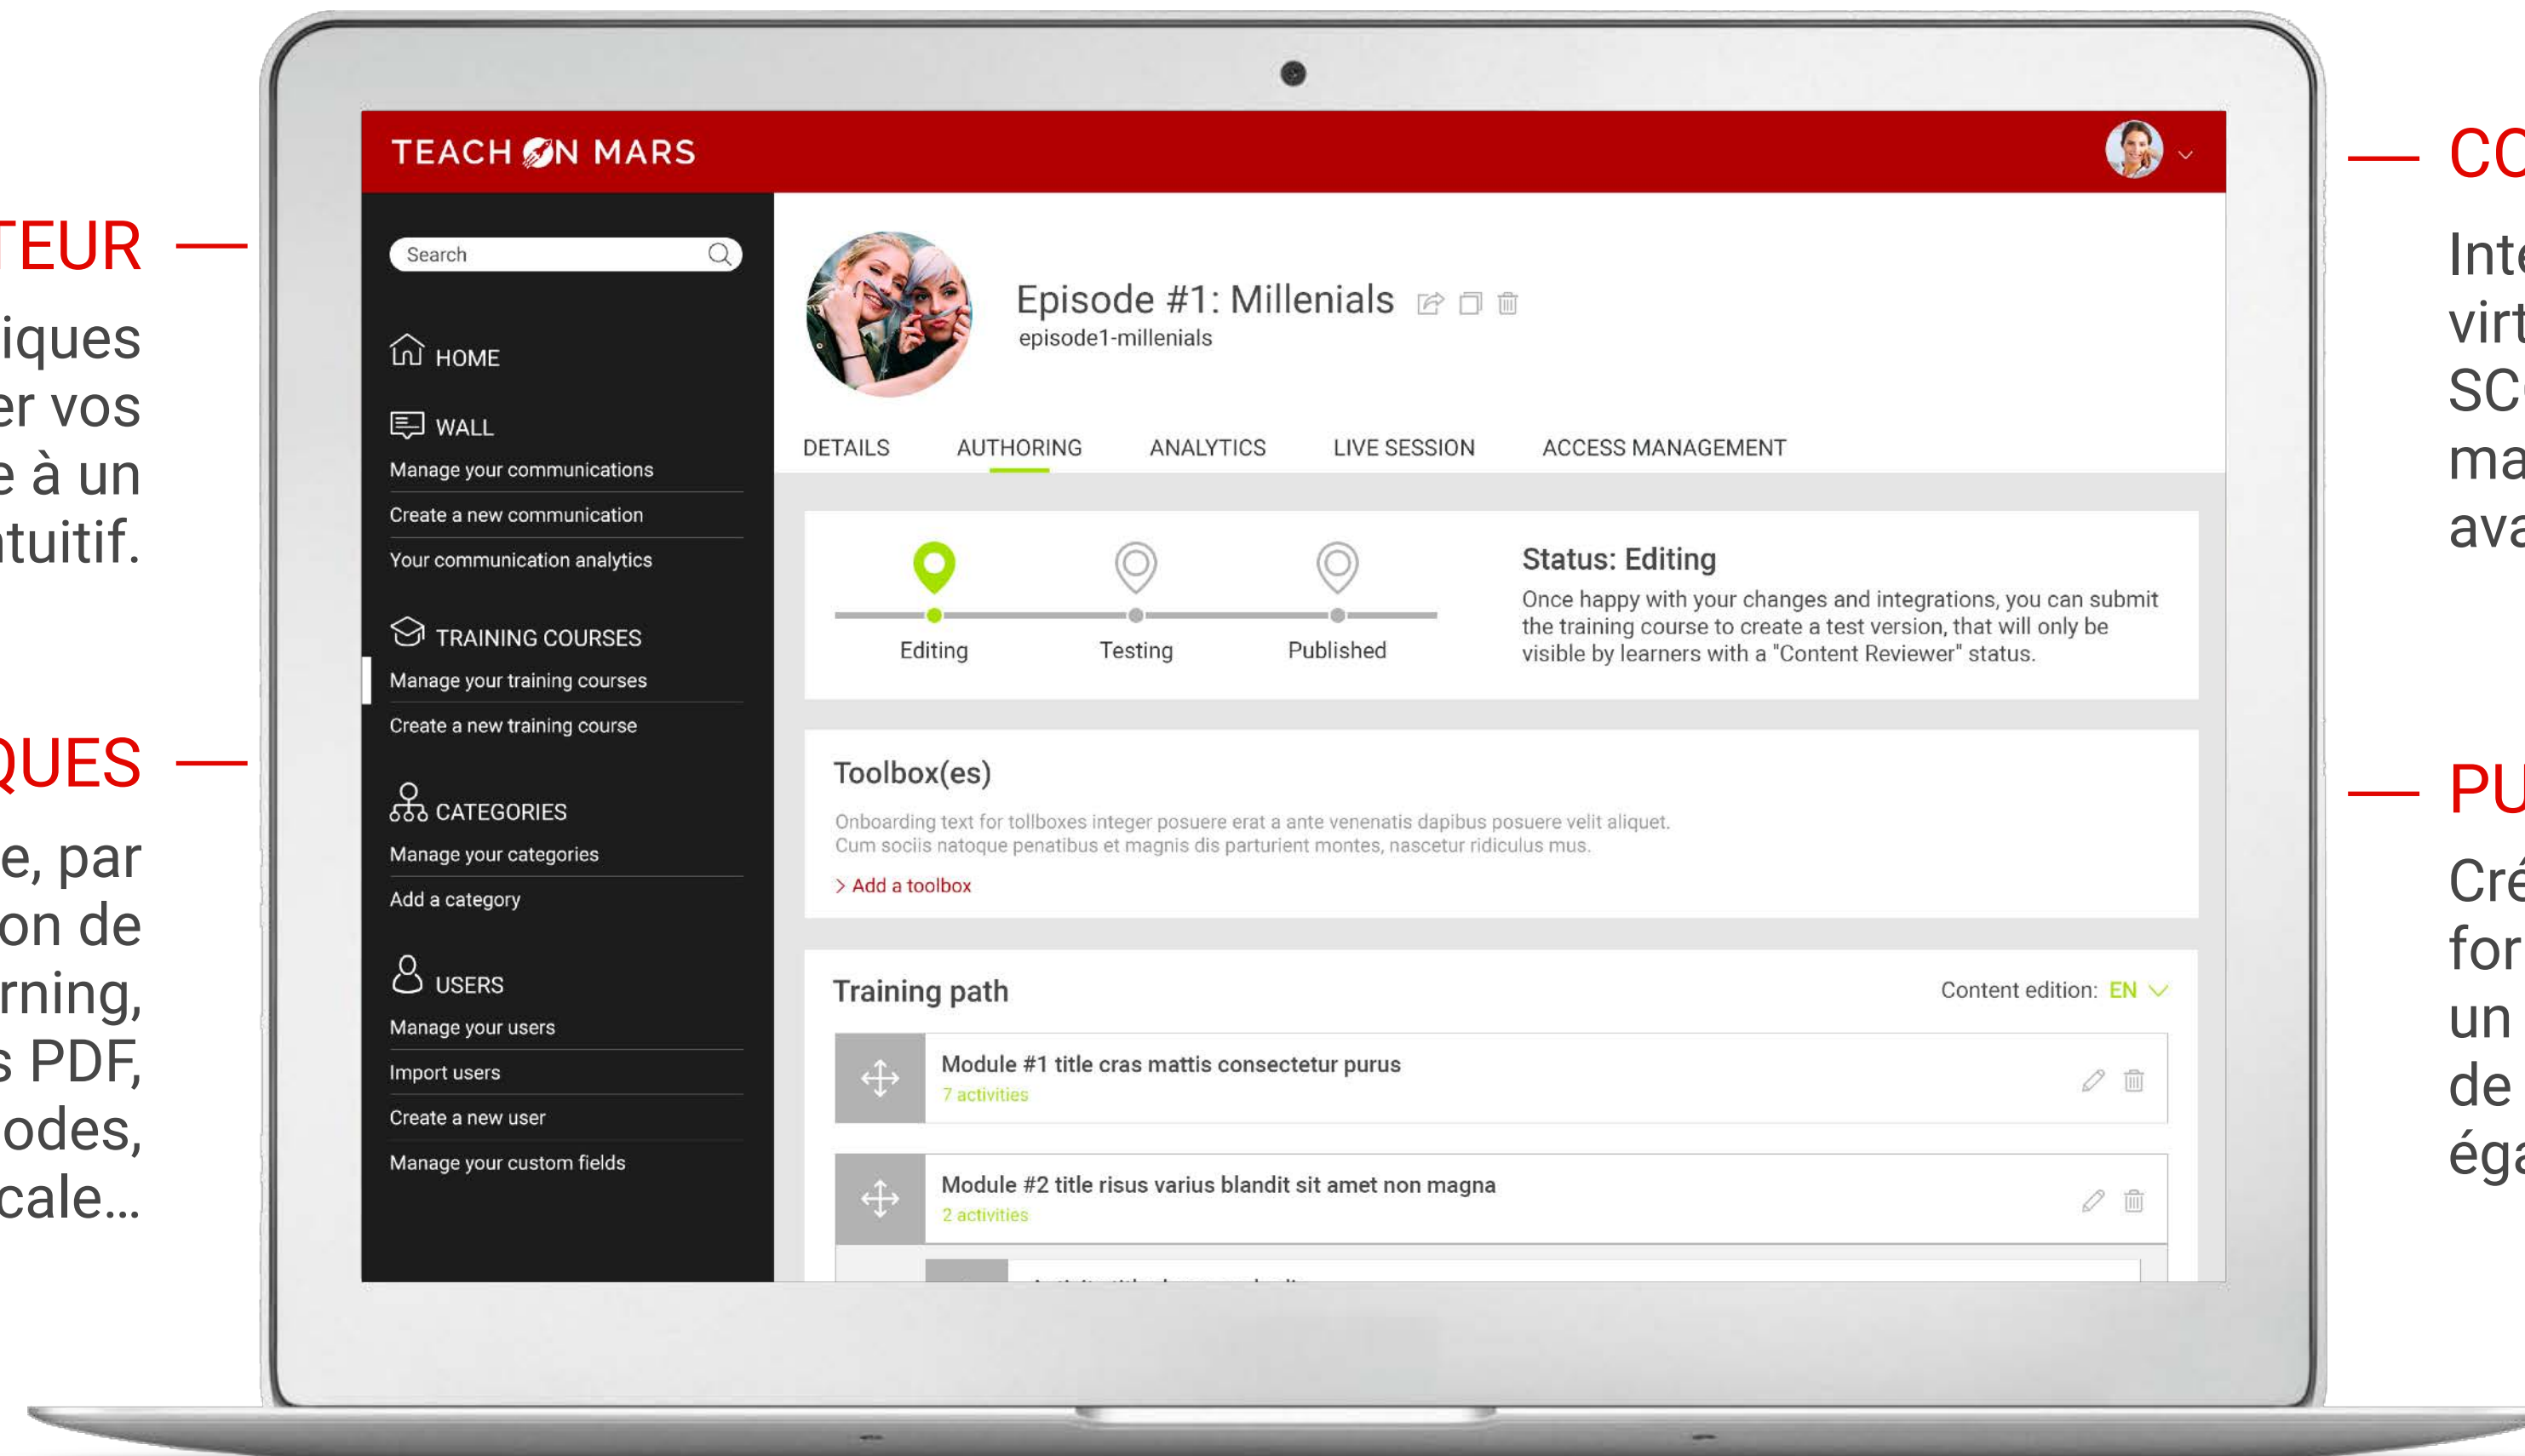 TEUR
iques
er vos
e à un
ntuitif.
QUES
e, par
on de
rning,
s PDF,
odes,
cale...
TEACH ON MARS
Search
HOME
WALL
Manage your communications
Create a new communication
Your communication analytics
TRAINING COURSES
Manage your training courses
Create a new training course
CATEGORIES
Manage your categories
Add a category
USERS
Manage your users
Import users
Create a new user
Manage your custom fields
Episode #1: Millenials
episode1-millenials
DETAILS AUTHORING ANALYTICS LIVE SESSION ACCESS MANAGEMENT
Editing Testing Published
Status: Editing
Once happy with your changes and integrations, you can submit
the training course to create a test version, that will only be
visible by learners with a "Content Reviewer" status.
Toolbox(es)
Onboarding text for tollboxes integer posuere erat a ante venenatis dapibus posuere velit aliquet.
Cum sociis natoque penatibus et magnis dis parturient montes, nascetur ridiculus mus.
> Add a toolbox
Training path
Content edition: EN
Module #1 title cras mattis consectetur purus
7 activities
Module #2 title risus varius blandit sit amet non magna
2 activities
CO
Inté
virt
SC
ma
ava
PU
Cré
for
un
de
éga